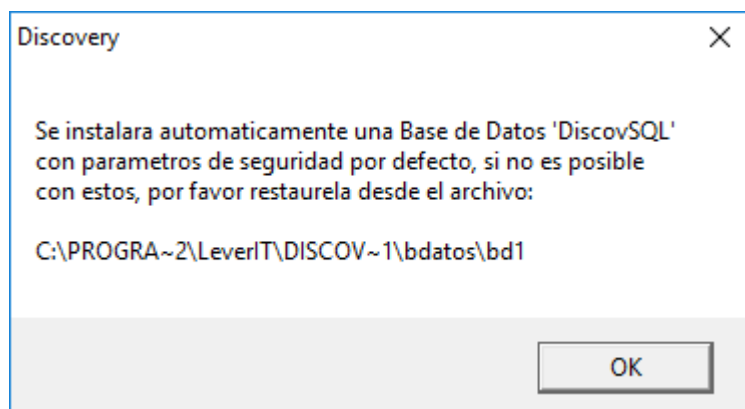 Discovery
Se instalara automaticamente una Base de Datos 'DiscovSQL'
con parametros de seguridad por defecto, si no es posible
con estos, por favor restaurela desde el archivo:
C:\PROGRA~2\LeverIT\DISCOV~1\bdatos\bd1
OK